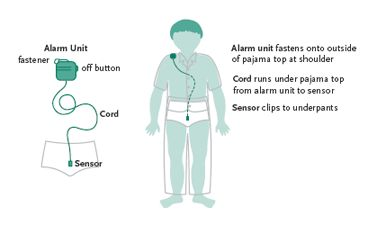 Alarm Unit
fastener
off button
Cord
Sensor
Alarm unit fastens onto outside
of pajama top at shoulder
Cord runs under pajama top
from alarm unit to sensor
Sensor clips to underpants